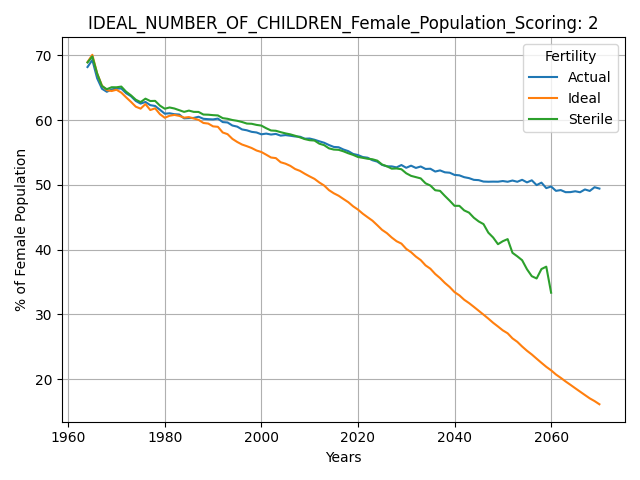 IDEAL_NUMBER_OF_CHILDREN_Female_Population_Scoring: 2
Fertility
Actual
Ideal
Sterile
% of Female Population
70
60
50
40
30
20
1960 1980 2000 2020 2040 2060
Years